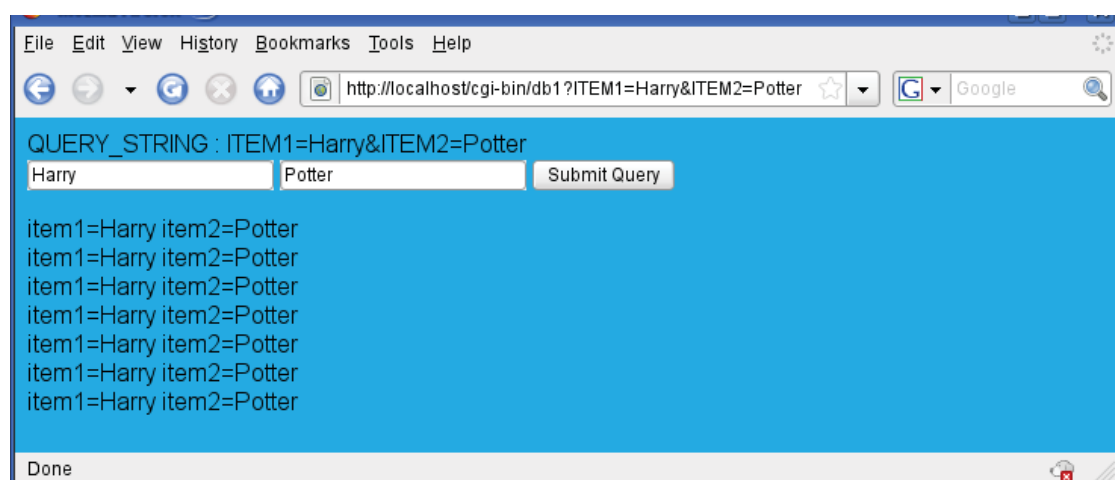 File Edit View History Bookmarks Tools Help
http://localhost/cgi-bin/db1?ITEM1=Harry&ITEM2=Potter G Google
QUERY_STRING : ITEM1=Harry&ITEM2=Potter
Harry Potter Submit Query
item1=Harry item2=Potter
item1=Harry item2=Potter
item1=Harry item2=Potter
item1=Harry item2=Potter
item1=Harry item2=Potter
item1=Harry item2=Potter
item1=Harry item2=Potter
Done